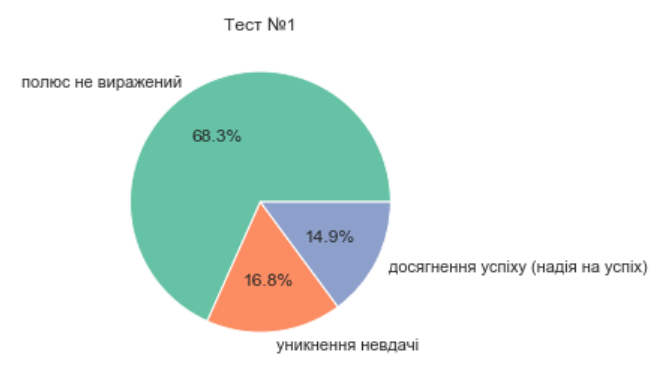 Тест №1
полюс не виражений
68.3%
14.9%
досягнення успіху (надія на успіх)
16.8%
уникнення невдачі